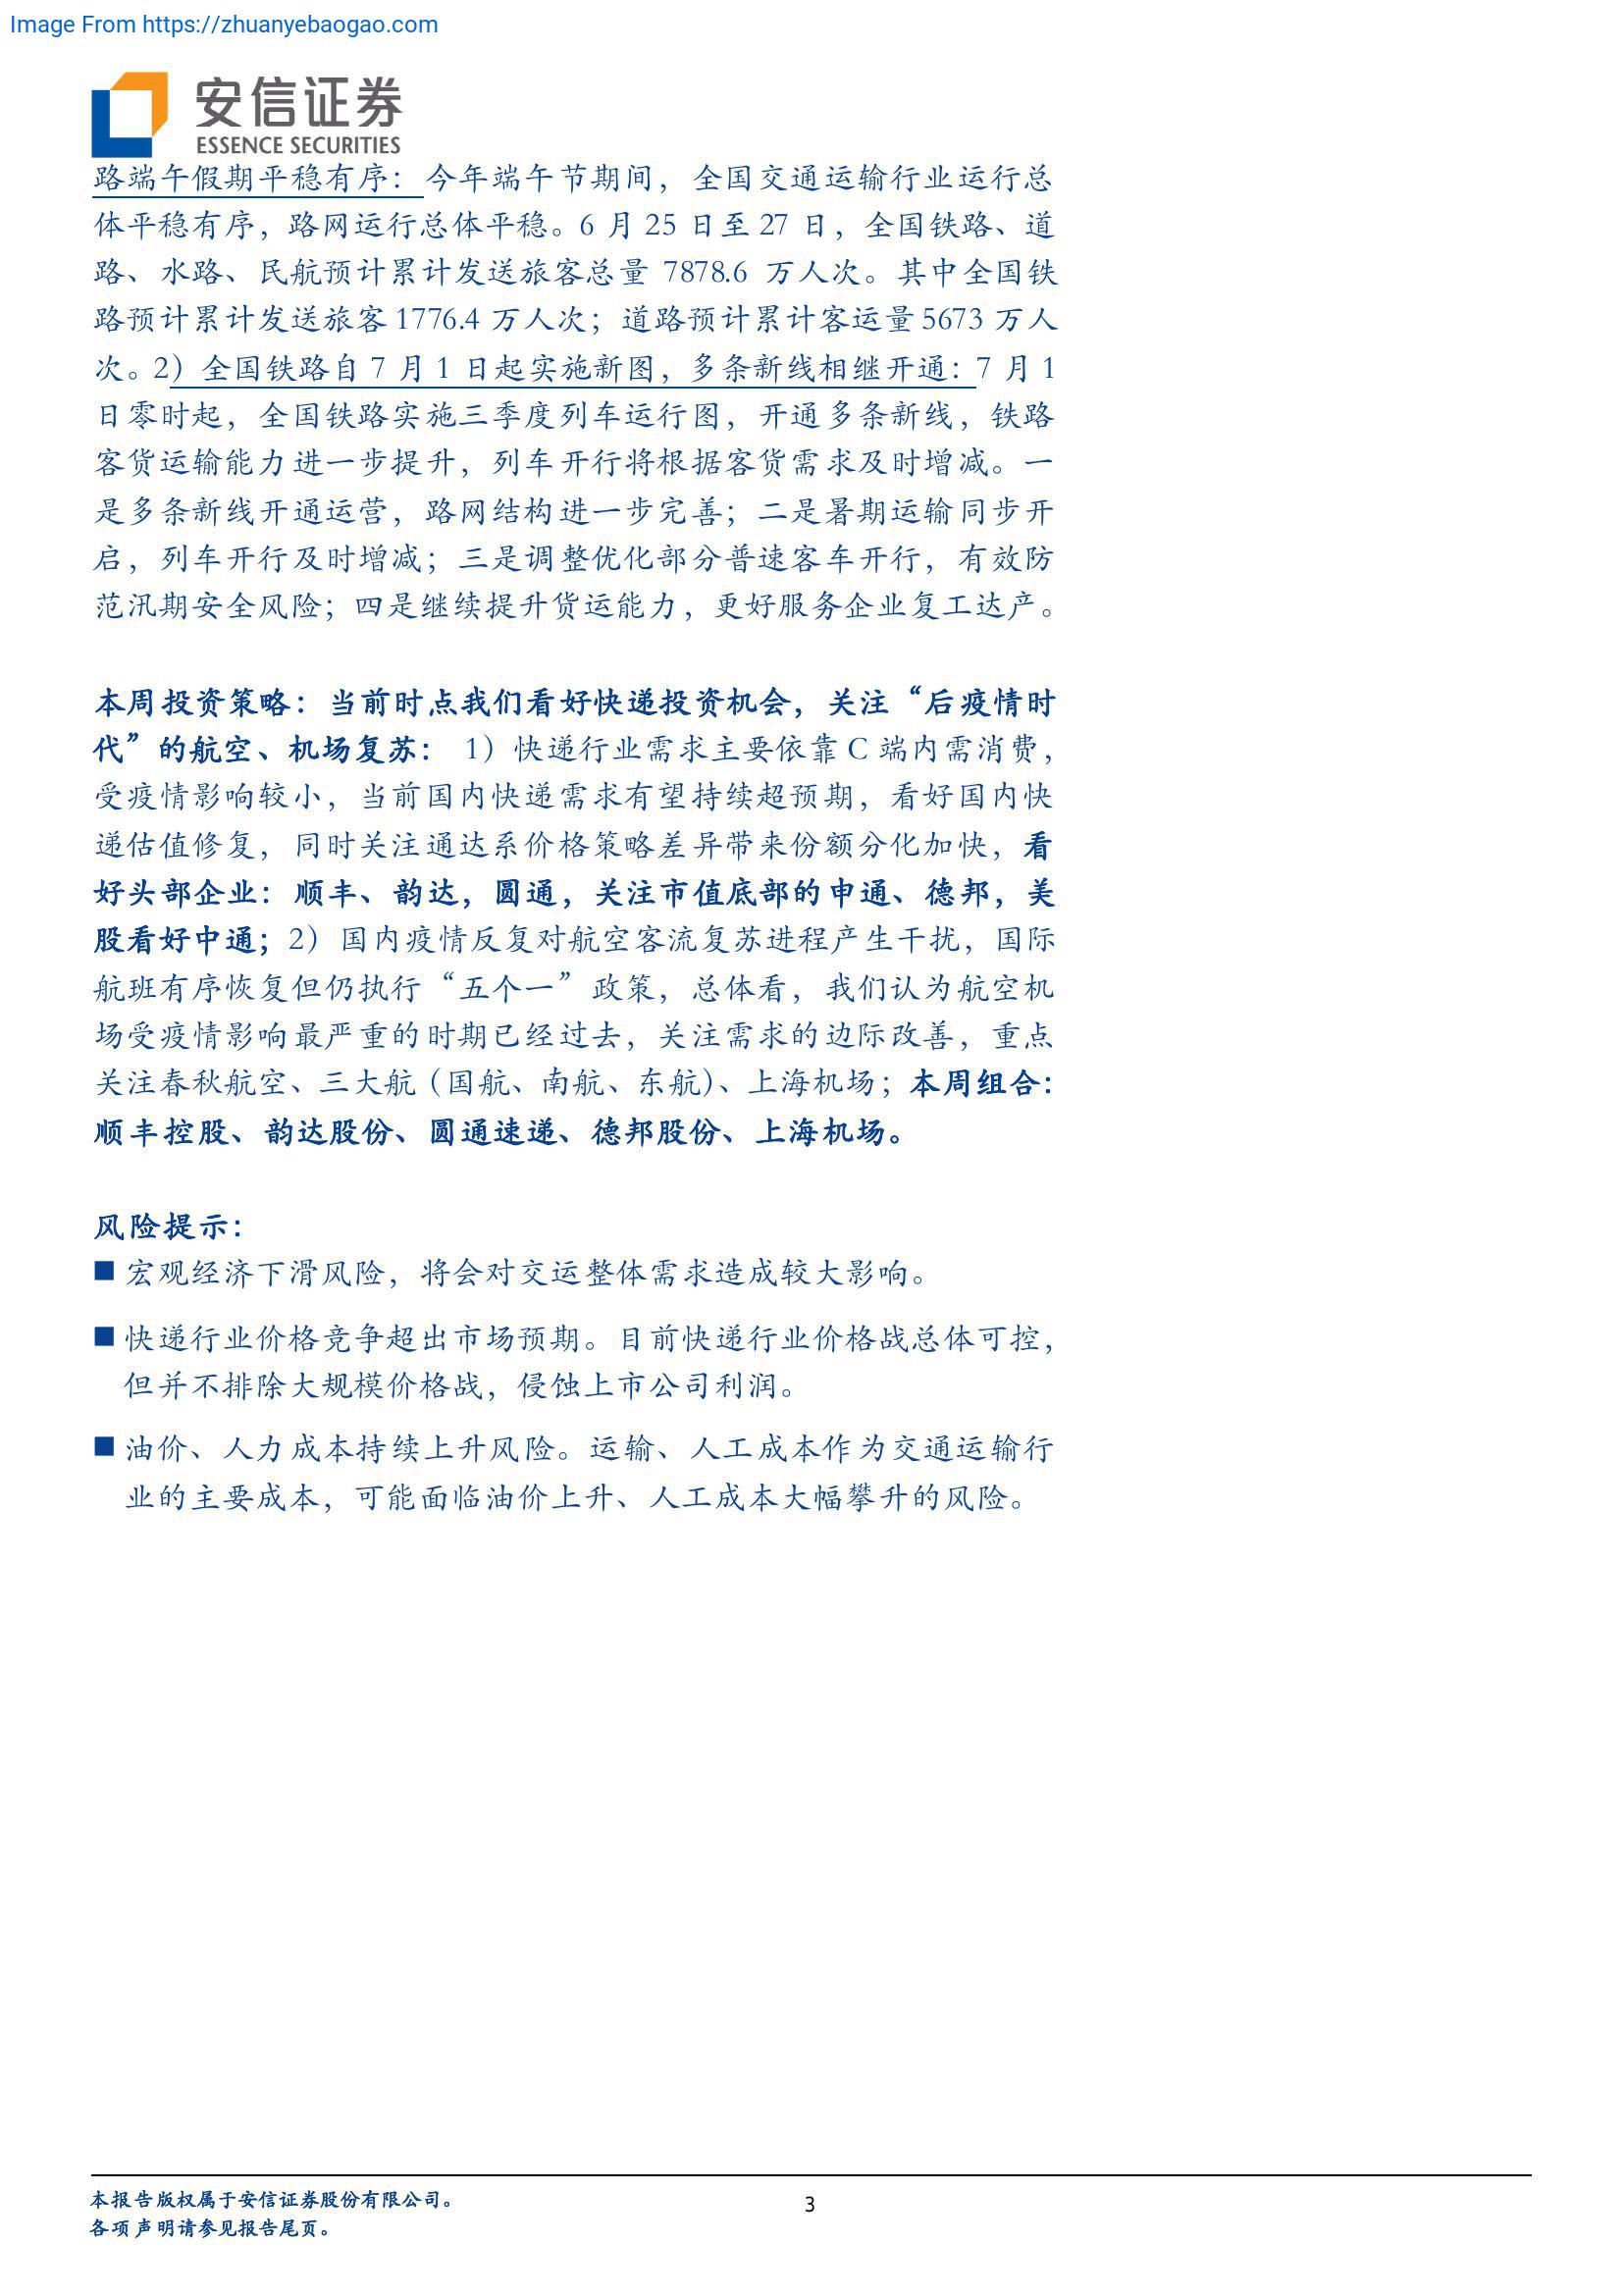 Image From https://zhuanyebaogao.com
安信证券
ESSENCE SECURITIES
路端午假期平稳有序：今年端午节期间，全国交通运输行业运行总
体平稳有序，路网运行总体平稳。6 月 25 日至 27 日，全国铁路、道
路、水路、民航预计累计发送旅客总量 7878.6 万人次。其中全国铁
路预计累计发送旅客 1776.4 万人次；道路预计累计客运量 5673 万人
次。2）全国铁路自 7 月 1 日起实施新图，多条新线相继开通：7 月 1
日零时起，全国铁路实施三季度列车运行图，开通多条新线，铁路
客货运输能力进一步提升，列车开行将根据客货需求及时增减。一
是多条新线开通运营，路网结构进一步完善；二是暑期运输同步开
启，列车开行及时增减；三是调整优化部分普速客车开行，有效防
范汛期安全风险；四是继续提升货运能力，更好服务企业复工达产。
本周投资策略：当前时点我们看好快递投资机会，关注“后疫情时
代”的航空、机场复苏： 1）快递行业需求主要依靠 C 端内需消费，
受疫情影响较小，当前国内快递需求有望持续超预期，看好国内快
递估值修复，同时关注通达系价格策略差异带来份额分化加快，看
好头部企业：顺丰、韵达，圆通，关注市值底部的申通、德邦，美
股看好中通；2）国内疫情反复对航空客流复苏进程产生干扰，国际
航班有序恢复但仍执行“五个一”政策，总体看，我们认为航空机
场受疫情影响最严重的时期已经过去，关注需求的边际改善，重点
关注春秋航空、三大航（国航、南航、东航）、上海机场；本周组合：
顺丰控股、韵达股份、圆通速递、德邦股份、上海机场。
风险提示：
■ 宏观经济下滑风险，将会对交运整体需求造成较大影响。
■ 快递行业价格竞争超出市场预期。目前快递行业价格战总体可控，
但并不排除大规模价格战，侵蚀上市公司利润。
■ 油价、人力成本持续上升风险。运输、人工成本作为交通运输行
业的主要成本，可能面临油价上升、人工成本大幅攀升的风险。
本报告版权属于安信证券股份有限公司。
各项声明请参见报告尾页。
3